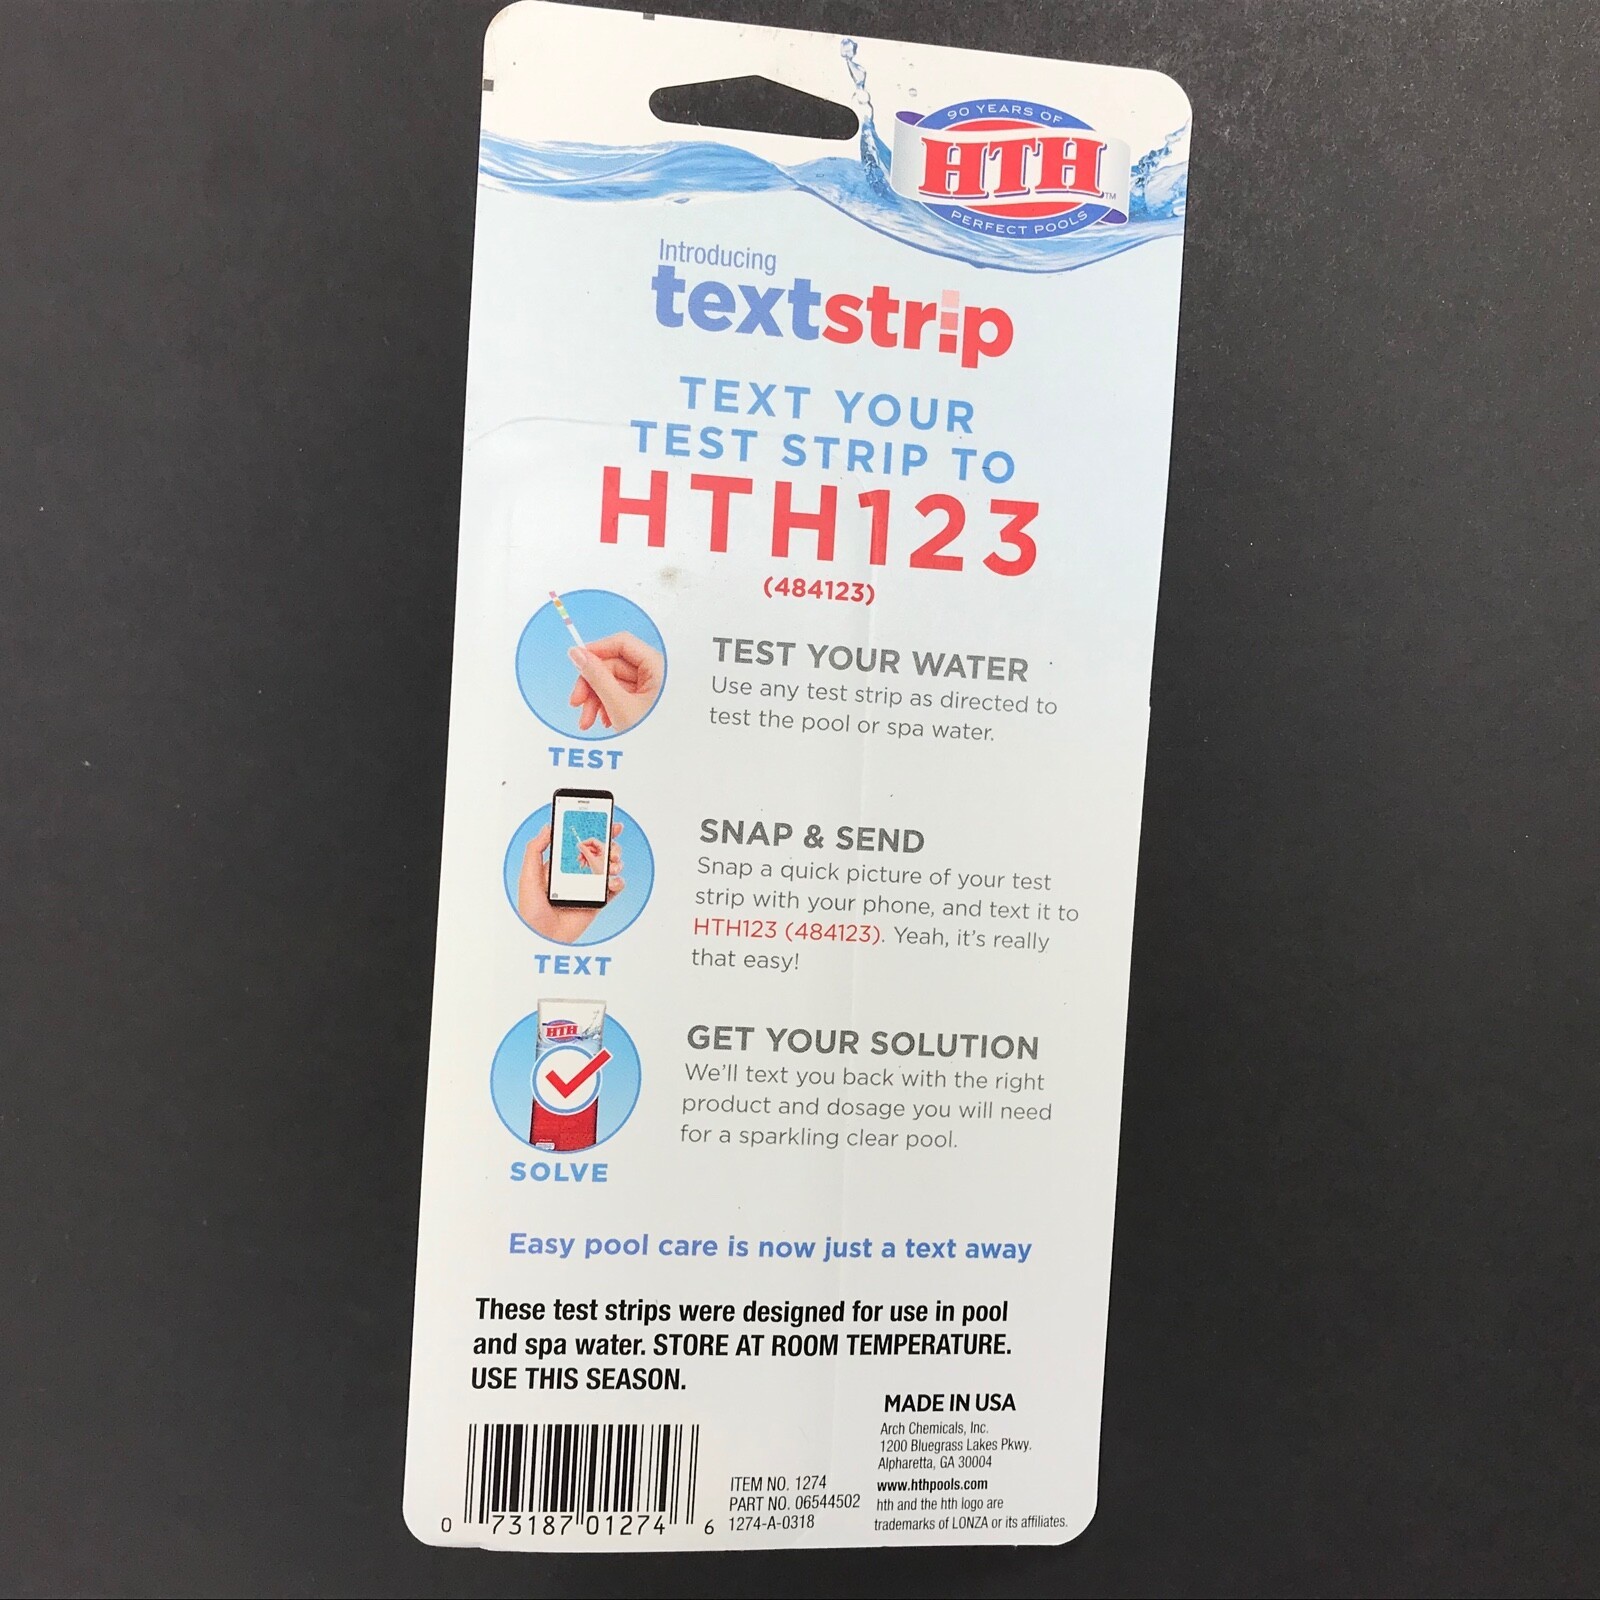 90 YEARS OF
HTH™
PERFECT POOLS
Introducing
textstrip
TEXT YOUR
TEST STRIP TO
HTH123
(484123)
TEST YOUR WATER
Use any test strip as directed to
test the pool or spa water.
TEST
SNAP & SEND
Snap a quick picture of your test
strip with your phone, and text it to
HTH123 (484123). Yeah, it's really
that easy!
TEXT
HTH
GET YOUR SOLUTION
We'll text you back with the right
product and dosage you will need
for a sparkling clear pool.
SOLVE
Easy pool care is now just a text away
These test strips were designed for use in pool
and spa water. STORE AT ROOM TEMPERATURE.
USE THIS SEASON.
MADE IN USA
Arch Chemicals, Inc.
1200 Bluegrass Lakes Pkwy.
Alpharetta, GA 30004
www.hthpools.com
hth and the hth logo are
trademarks of LONZA or its affiliates.
ITEM NO. 1274
PART NO. 06544502
1274-A-0318
0 73187 01274 6